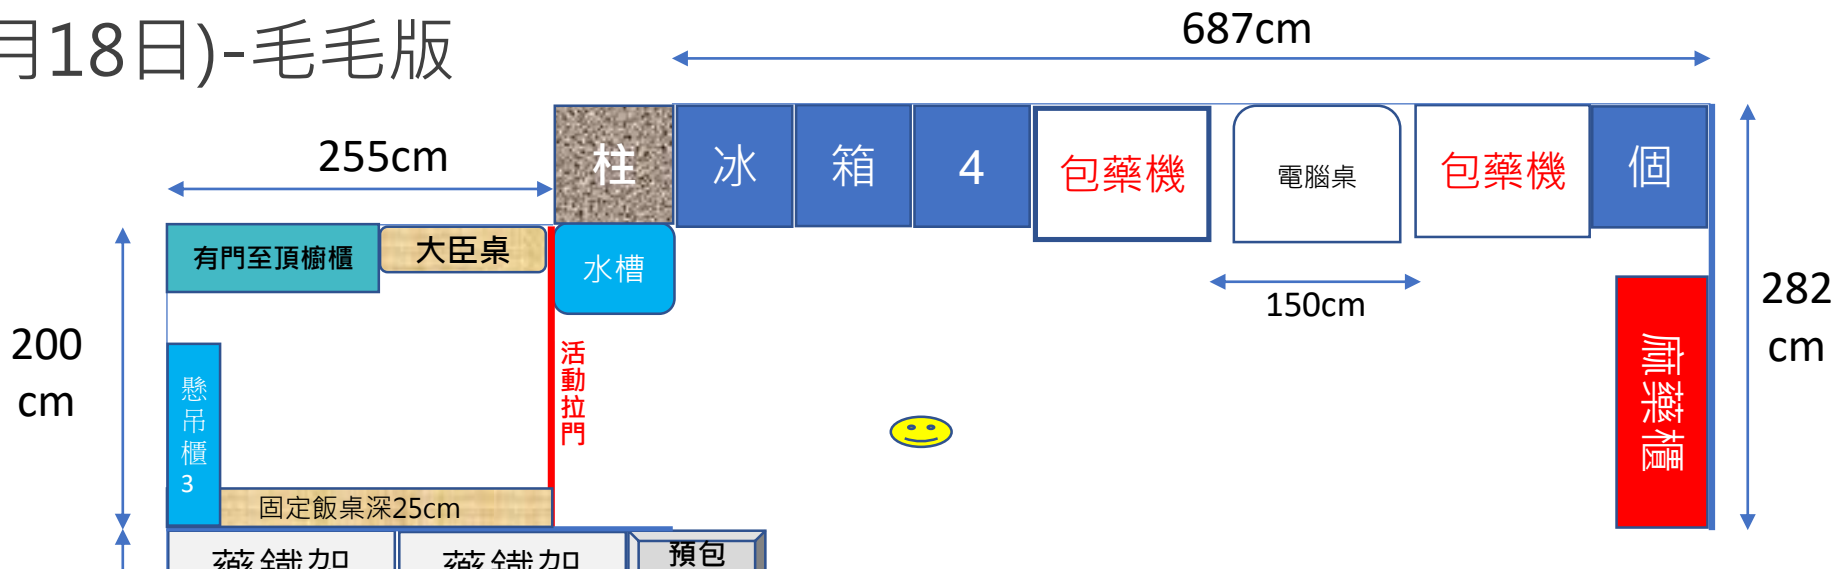 月18日)-毛毛版
687cm
255cm
柱
冰
箱
4
包藥機
電腦桌
包藥機
個
有門至頂櫥櫃
大臣桌
水槽
150cm
282
cm
200
cm
懸吊櫃3
活動拉門
麻藥櫃
固定飯桌深25cm
預包